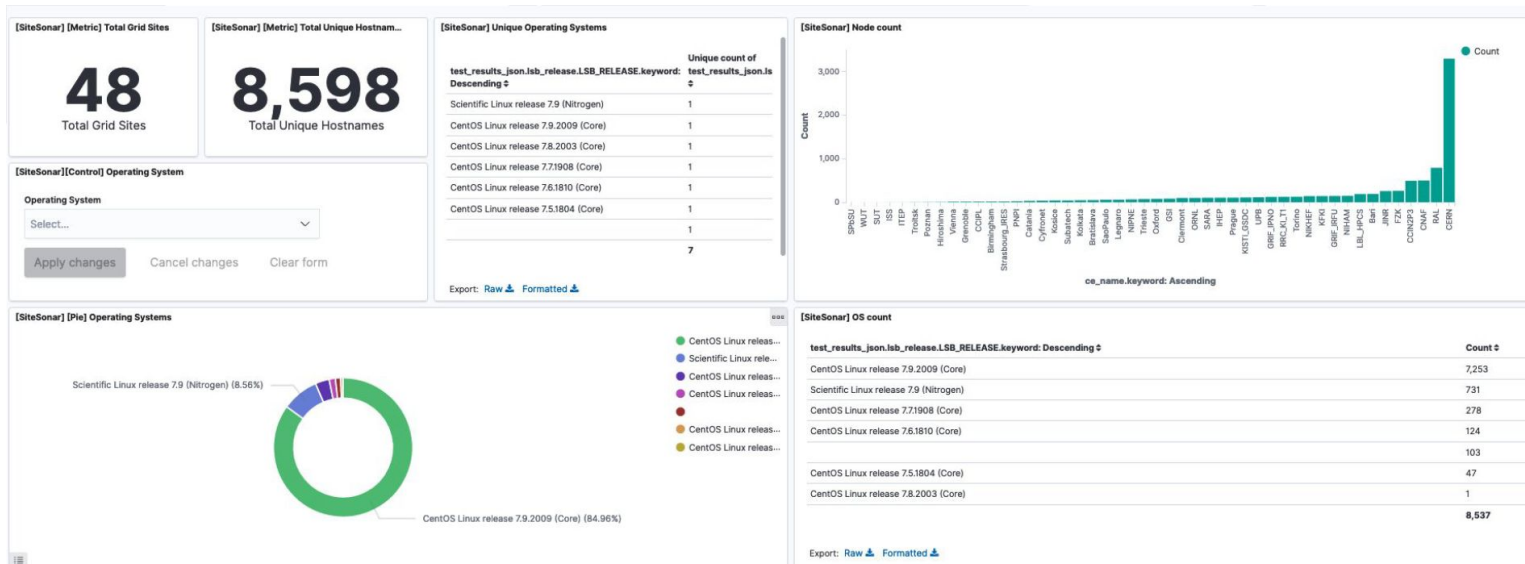 [SiteSonar] [Metric] Total Grid Sites
48
Total Grid Sites
[SiteSonar] [Metric] Total Unique Hostnam...
8,598
Total Unique Hostnames
[SiteSonar][Control] Operating System
Operating System
Select...
Apply changes Cancel changes Clear form
[SiteSonar] Unique Operating Systems
test_results_json.lsb_release.LSB_RELEASE.keyword: Descending
Unique count of test_results_json.ls
Scientific Linux release 7.9 (Nitrogen) 1
CentOS Linux release 7.9.2009 (Core) 1
CentOS Linux release 7.8.2003 (Core) 1
CentOS Linux release 7.7.1908 (Core) 1
CentOS Linux release 7.6.1810 (Core) 1
CentOS Linux release 7.5.1804 (Core) 1
1
7
Export: Raw Formatted
[SiteSonar] Node count
Count
3,000
2,000
1,000
0
Count
SPbSU
WUT
SUT
ISS
ITEP
Troitsk
Poznan
Hiroshima
Vienna
Grenoble
CCIPL
Birmingham
Strasbourg_IRES
PNPI
Catania
Cyfronet
Kosice
Subatech
Kolkata
Bratislava
SaoPaulo
Legnaro
NIPNE
Trieste
Oxford
GSI
Clermont
ORNL
SARA
IHEP
Prague
KISTI_GSDC
UPB
GRIF_IPNO
RRC_KI_T1
Torino
NIKHEF
KFKI
GRIF_IRFU
NIHAM
LBL_HPCS
Bari
JINR
FZK
CCIN2P3
CNAF
RAL
CERN
ce_name.keyword: Ascending
[SiteSonar] [Pie] Operating Systems
Scientific Linux release 7.9 (Nitrogen) (8.56%)
CentOS Linux release 7.9.2009 (Core) (84.96%)
CentOS Linux releas...
Scientific Linux rele...
CentOS Linux releas...
CentOS Linux releas...
CentOS Linux releas...
CentOS Linux releas...
[SiteSonar] OS count
test_results_json.lsb_release.LSB_RELEASE.keyword: Descending Count
CentOS Linux release 7.9.2009 (Core) 7,253
Scientific Linux release 7.9 (Nitrogen) 731
CentOS Linux release 7.7.1908 (Core) 278
CentOS Linux release 7.6.1810 (Core) 124
103
CentOS Linux release 7.5.1804 (Core) 47
CentOS Linux release 7.8.2003 (Core) 1
8,537
Export: Raw Formatted